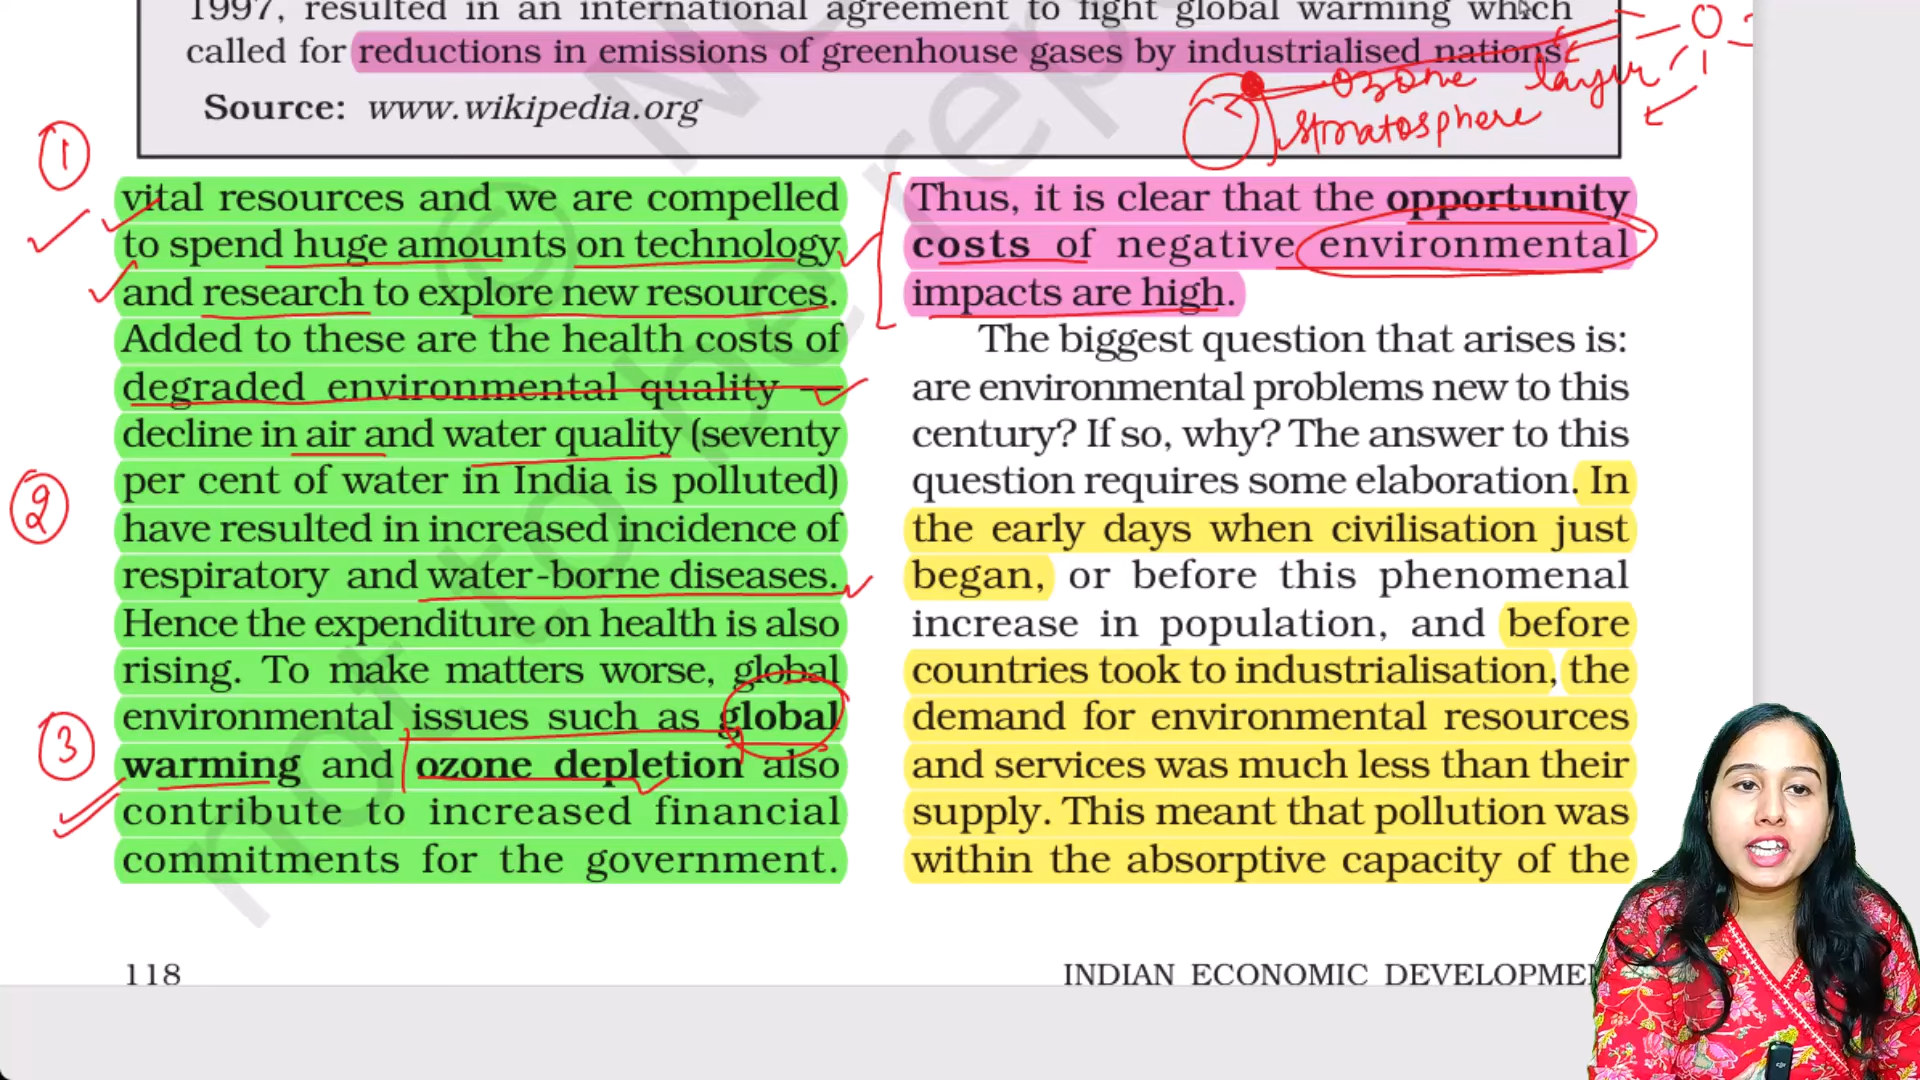 1997, resulted in an international agreement to fight global warming which
called for reductions in emissions of greenhouse gases by industrialised nations.
Source: www.wikipedia.org
ozone layer
stratosphere
1
vital resources and we are compelled
to spend huge amounts on technology
and research to explore new resources.
Added to these are the health costs of
degraded environmental quality —
decline in air and water quality (seventy
per cent of water in India is polluted)
have resulted in increased incidence of
respiratory and water-borne diseases.
Hence the expenditure on health is also
rising. To make matters worse, global
environmental issues such as global
warming and ozone depletion also
contribute to increased financial
commitments for the government.
2
3
Thus, it is clear that the opportunity
costs of negative environmental
impacts are high.
The biggest question that arises is:
are environmental problems new to this
century? If so, why? The answer to this
question requires some elaboration. In
the early days when civilisation just
began, or before this phenomenal
increase in population, and before
countries took to industrialisation, the
demand for environmental resources
and services was much less than their
supply. This meant that pollution was
within the absorptive capacity of the
118
INDIAN ECONOMIC DEVELOPMEN
not to be rep
© N